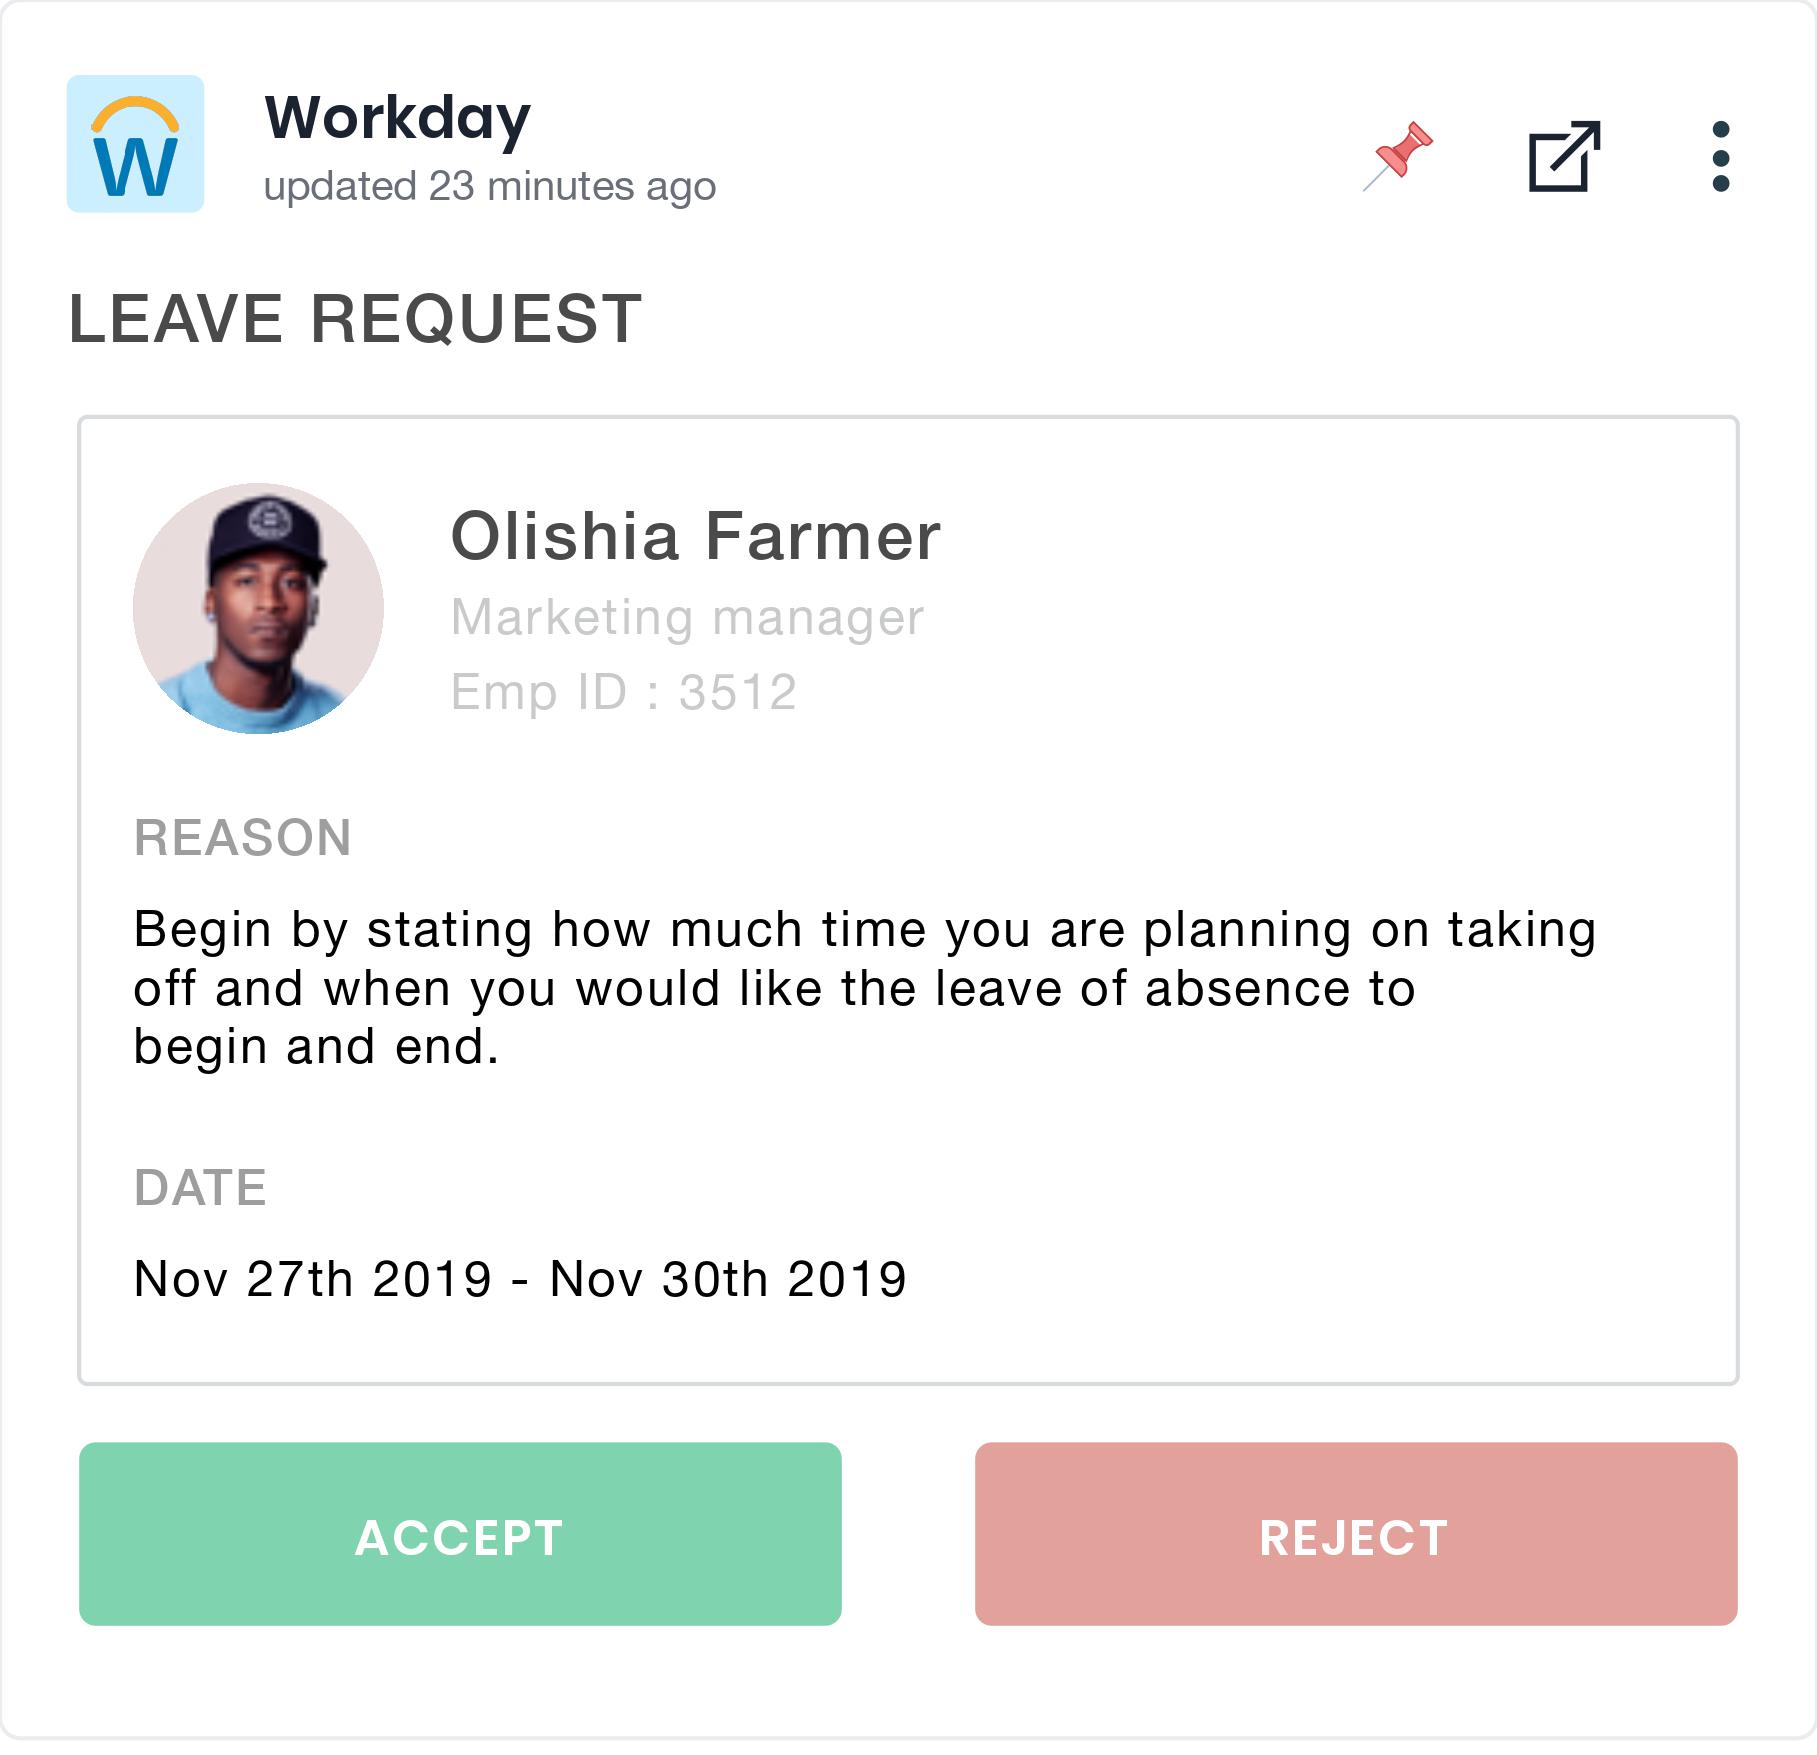 W
Workday
updated 23 minutes ago
LEAVE REQUEST
Olishia Farmer
Marketing manager
Emp ID : 3512
REASON
Begin by stating how much time you are planning on taking
off and when you would like the leave of absence to
begin and end.
DATE
Nov 27th 2019 - Nov 30th 2019
ACCEPT
REJECT